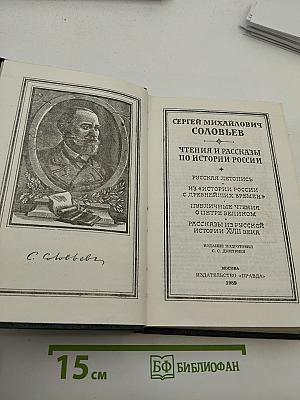 СЕРГЕЙ МИХАЙЛОВИЧ
СОЛОВЬЕВ
ЧТЕНИЯ И РАССКАЗЫ
ПО ИСТОРИИ РОССИИ
РУССКАЯ ЛЕТОПИСЬ
ИЗ «ИСТОРИИ РОССИИ
С ДРЕВНЕЙШИХ ВРЕМЕН»
ПУБЛИЧНЫЕ ЧТЕНИЯ
О ПЕТРЕ ВЕЛИКОМ
РАССКАЗЫ ИЗ РУССКОЙ
ИСТОРИИ XVIII ВЕКА
ИЗДАНИЕ ПОДГОТОВИЛ
С. С. ДМИТРИЕВ
МОСКВА
ИЗДАТЕЛЬСТВО «ПРАВДА»
1989
С. Соловьев
15 см
БФ БИБЛИОФАН